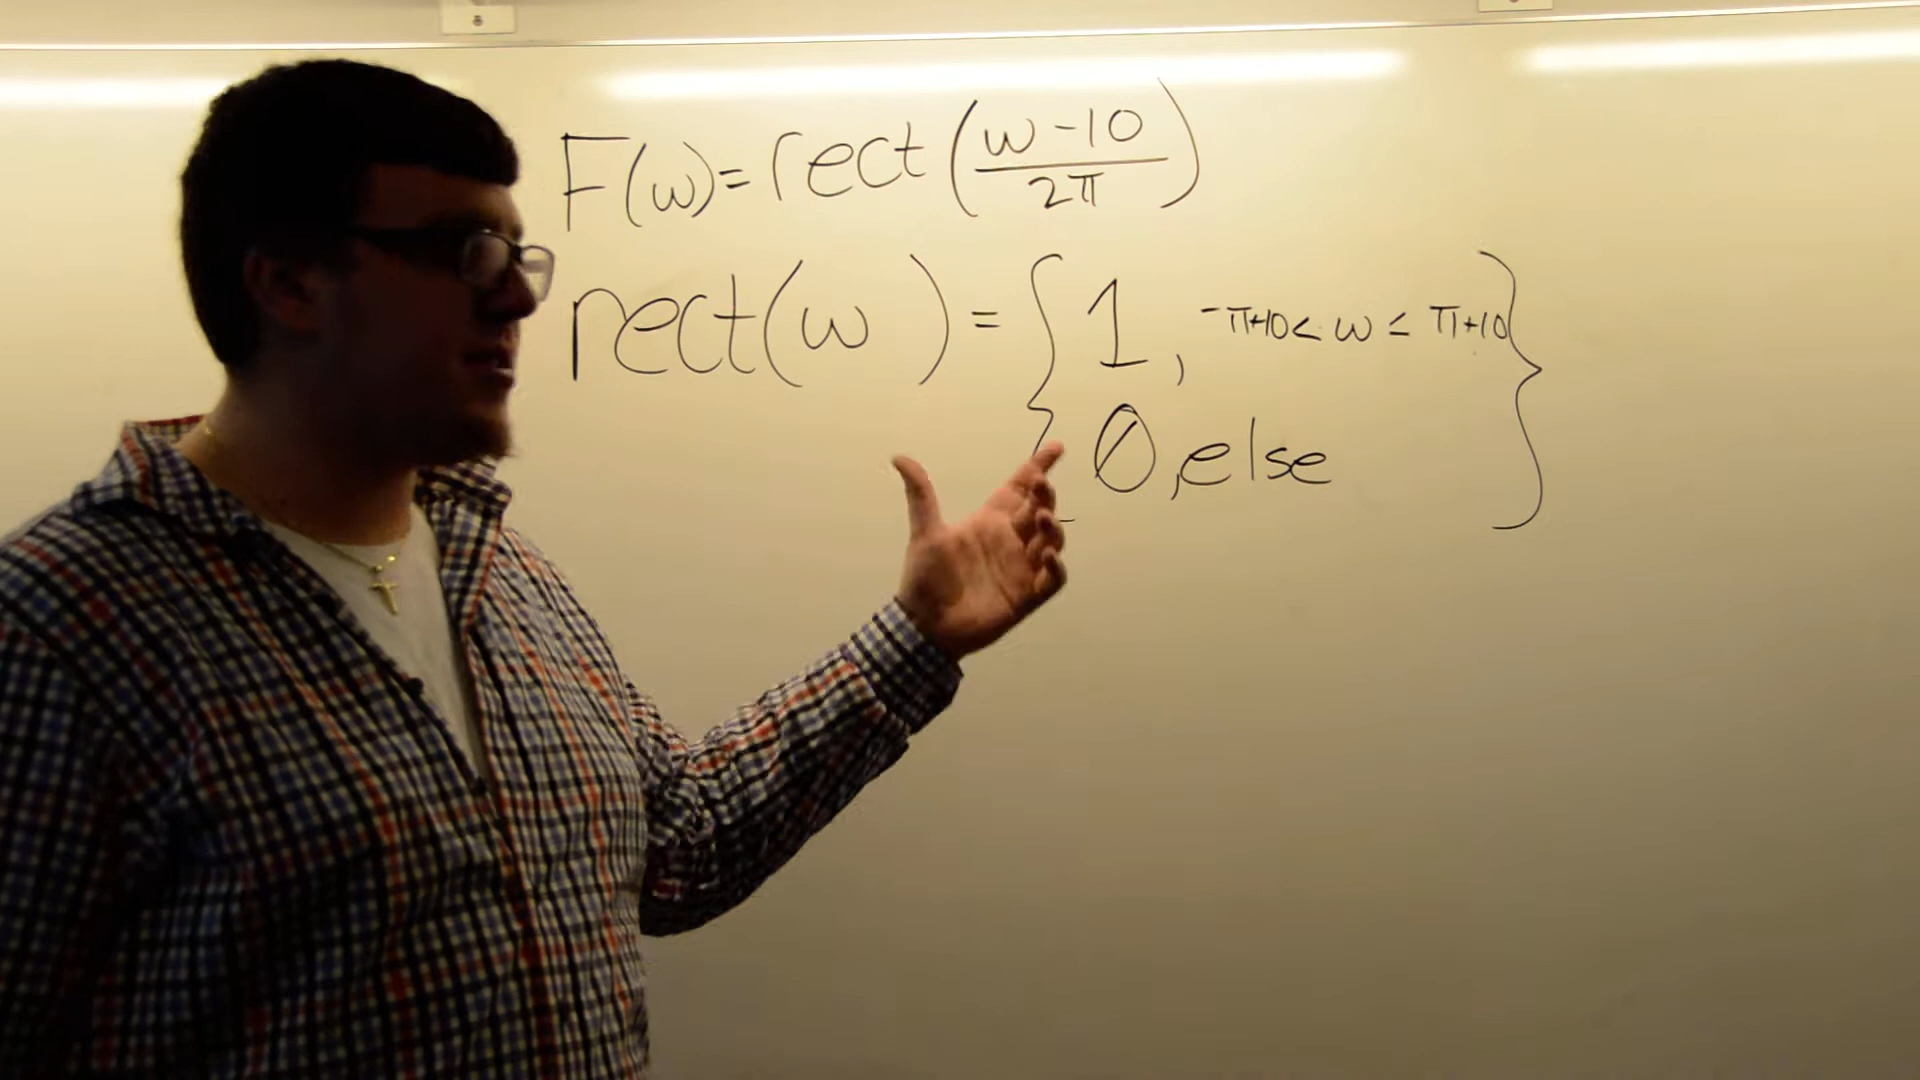 F(w)=rect(w-10/2π)
rect(w )={1, -π+10< w ≤ π+10}
0,else